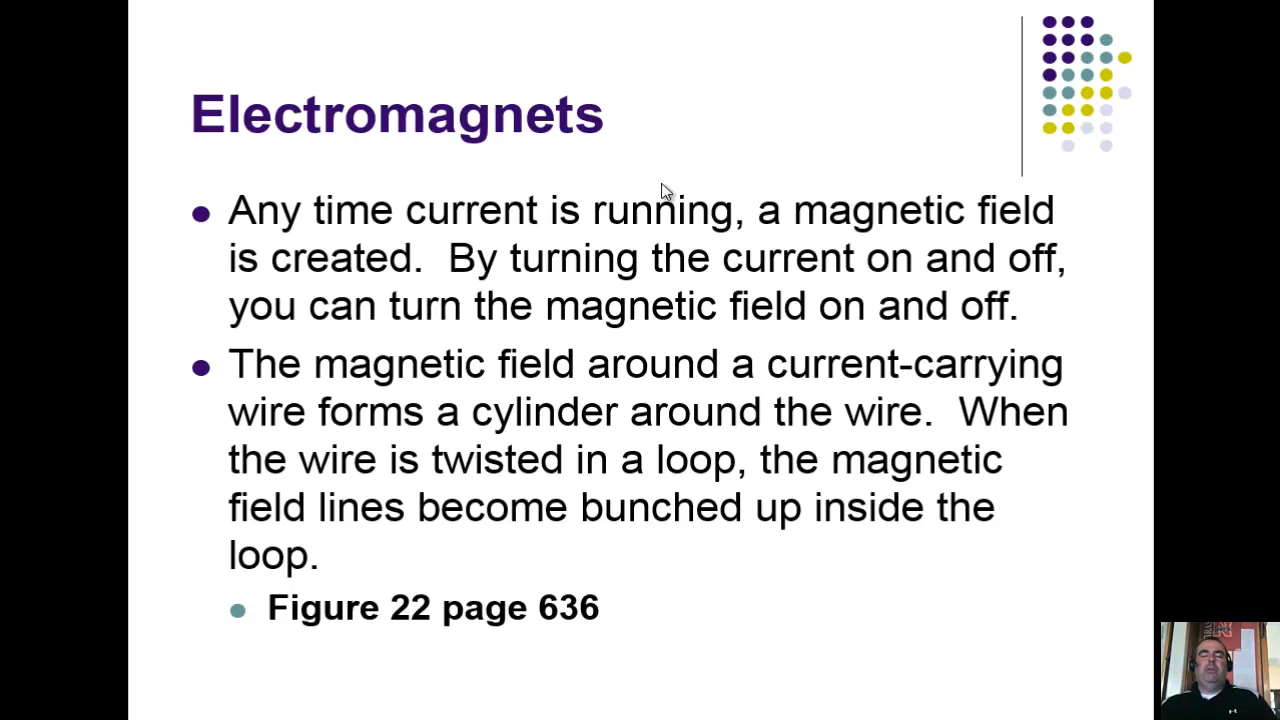 Electromagnets
Any time current is running, a magnetic field
is created.  By turning the current on and off,
you can turn the magnetic field on and off.
The magnetic field around a current-carrying
wire forms a cylinder around the wire.  When
the wire is twisted in a loop, the magnetic
field lines become bunched up inside the
loop.
Figure 22 page 636